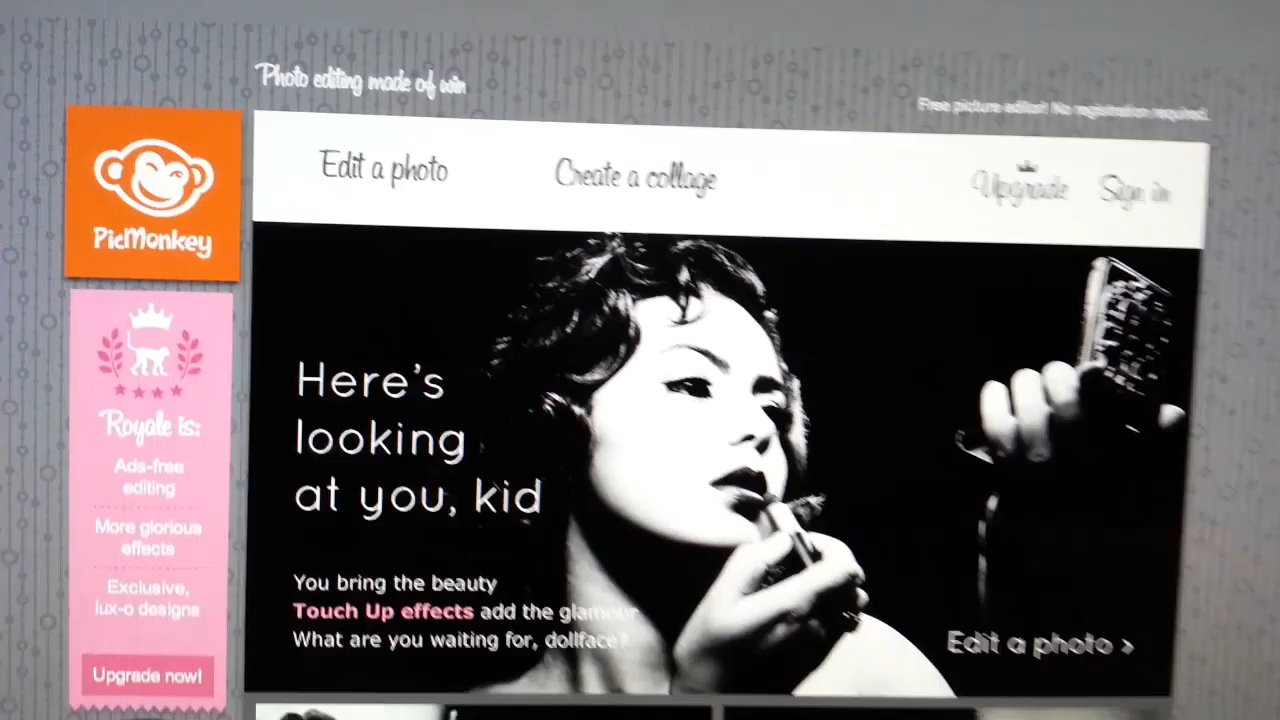 Photo editing made of win
Free picture editor! No registration required.
PicMonkey
Edit a photo
Create a collage
Upgrade
Sign in
Royale is:
Ads-free
editing
More glorious
effects
Exclusive,
lux-o designs
Upgrade now!
Here's
looking
at you, kid
You bring the beauty
Touch Up effects add the glamour
What are you waiting for, dollface?
Edit a photo >